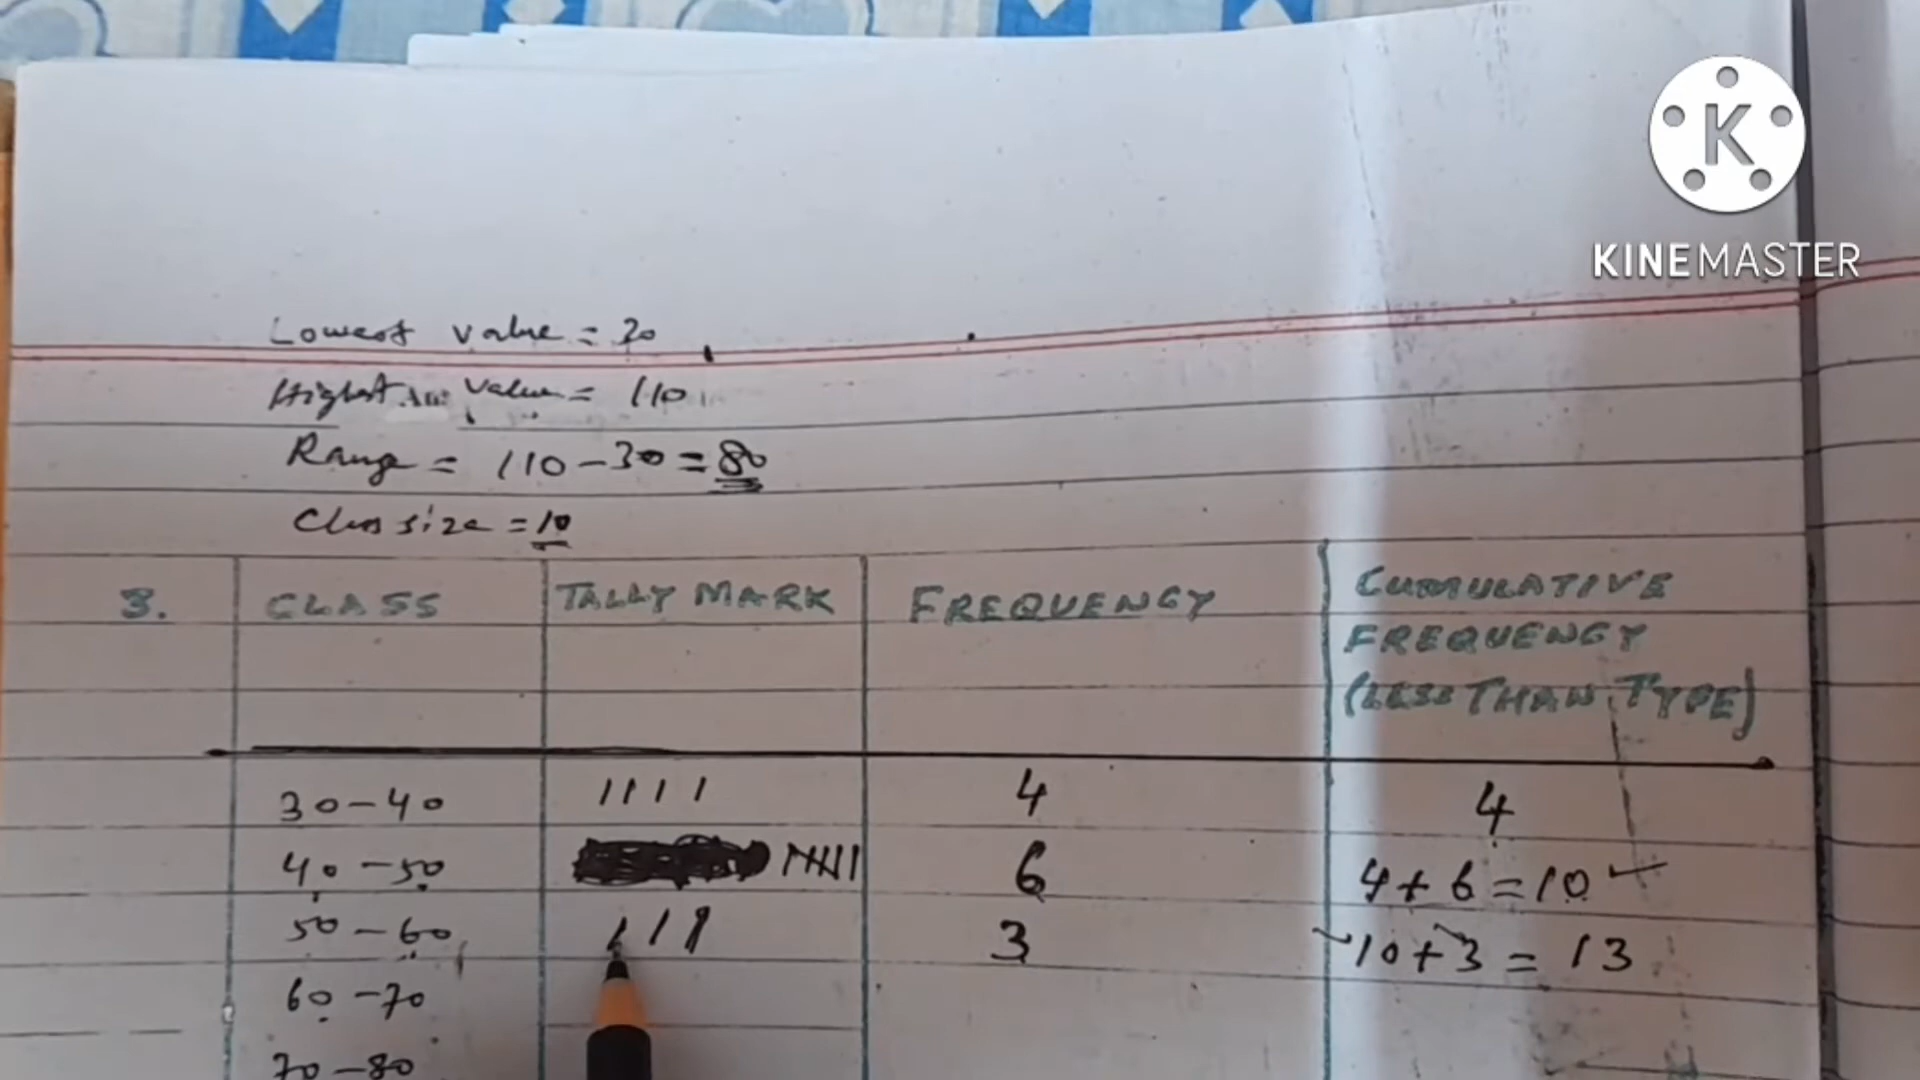 K
KINEMASTER
Lowest value = 30
Highest value = 110
Range = 110 - 30 = 80
Class size = 10
3. CLASS TALLY MARK FREQUENCY CUMULATIVE
FREQUENCY
(LESS THAN TYPE)
30-40 |||| 4 4
40-50 𝍸| 6 4+6=10
50-60 ||| 3 10+3=13
60-70
70-80